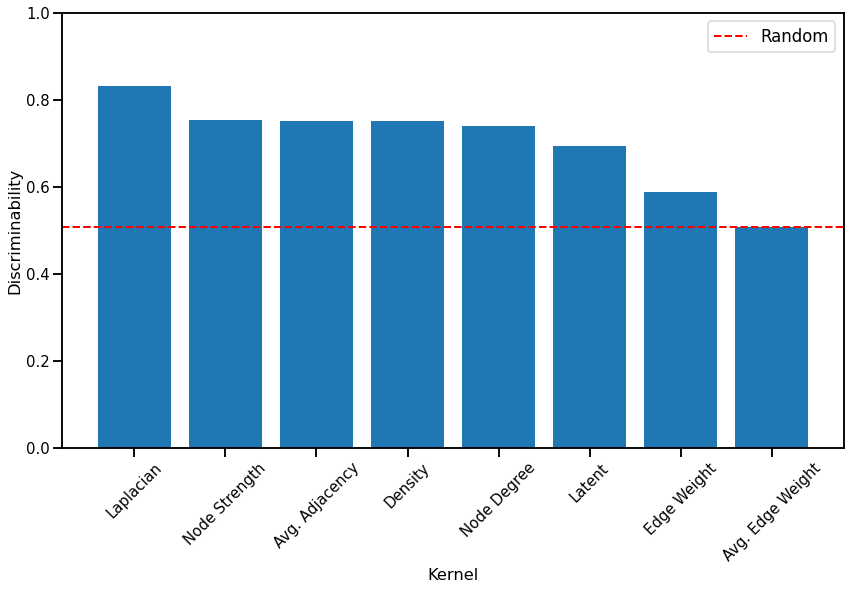 1.0
0.8
0.6
0.4
0.2
0.0
Discriminability
Random
Laplacian
Node Strength
Avg. Adjacency
Density
Node Degree
Latent
Edge Weight
Avg. Edge Weight
Kernel